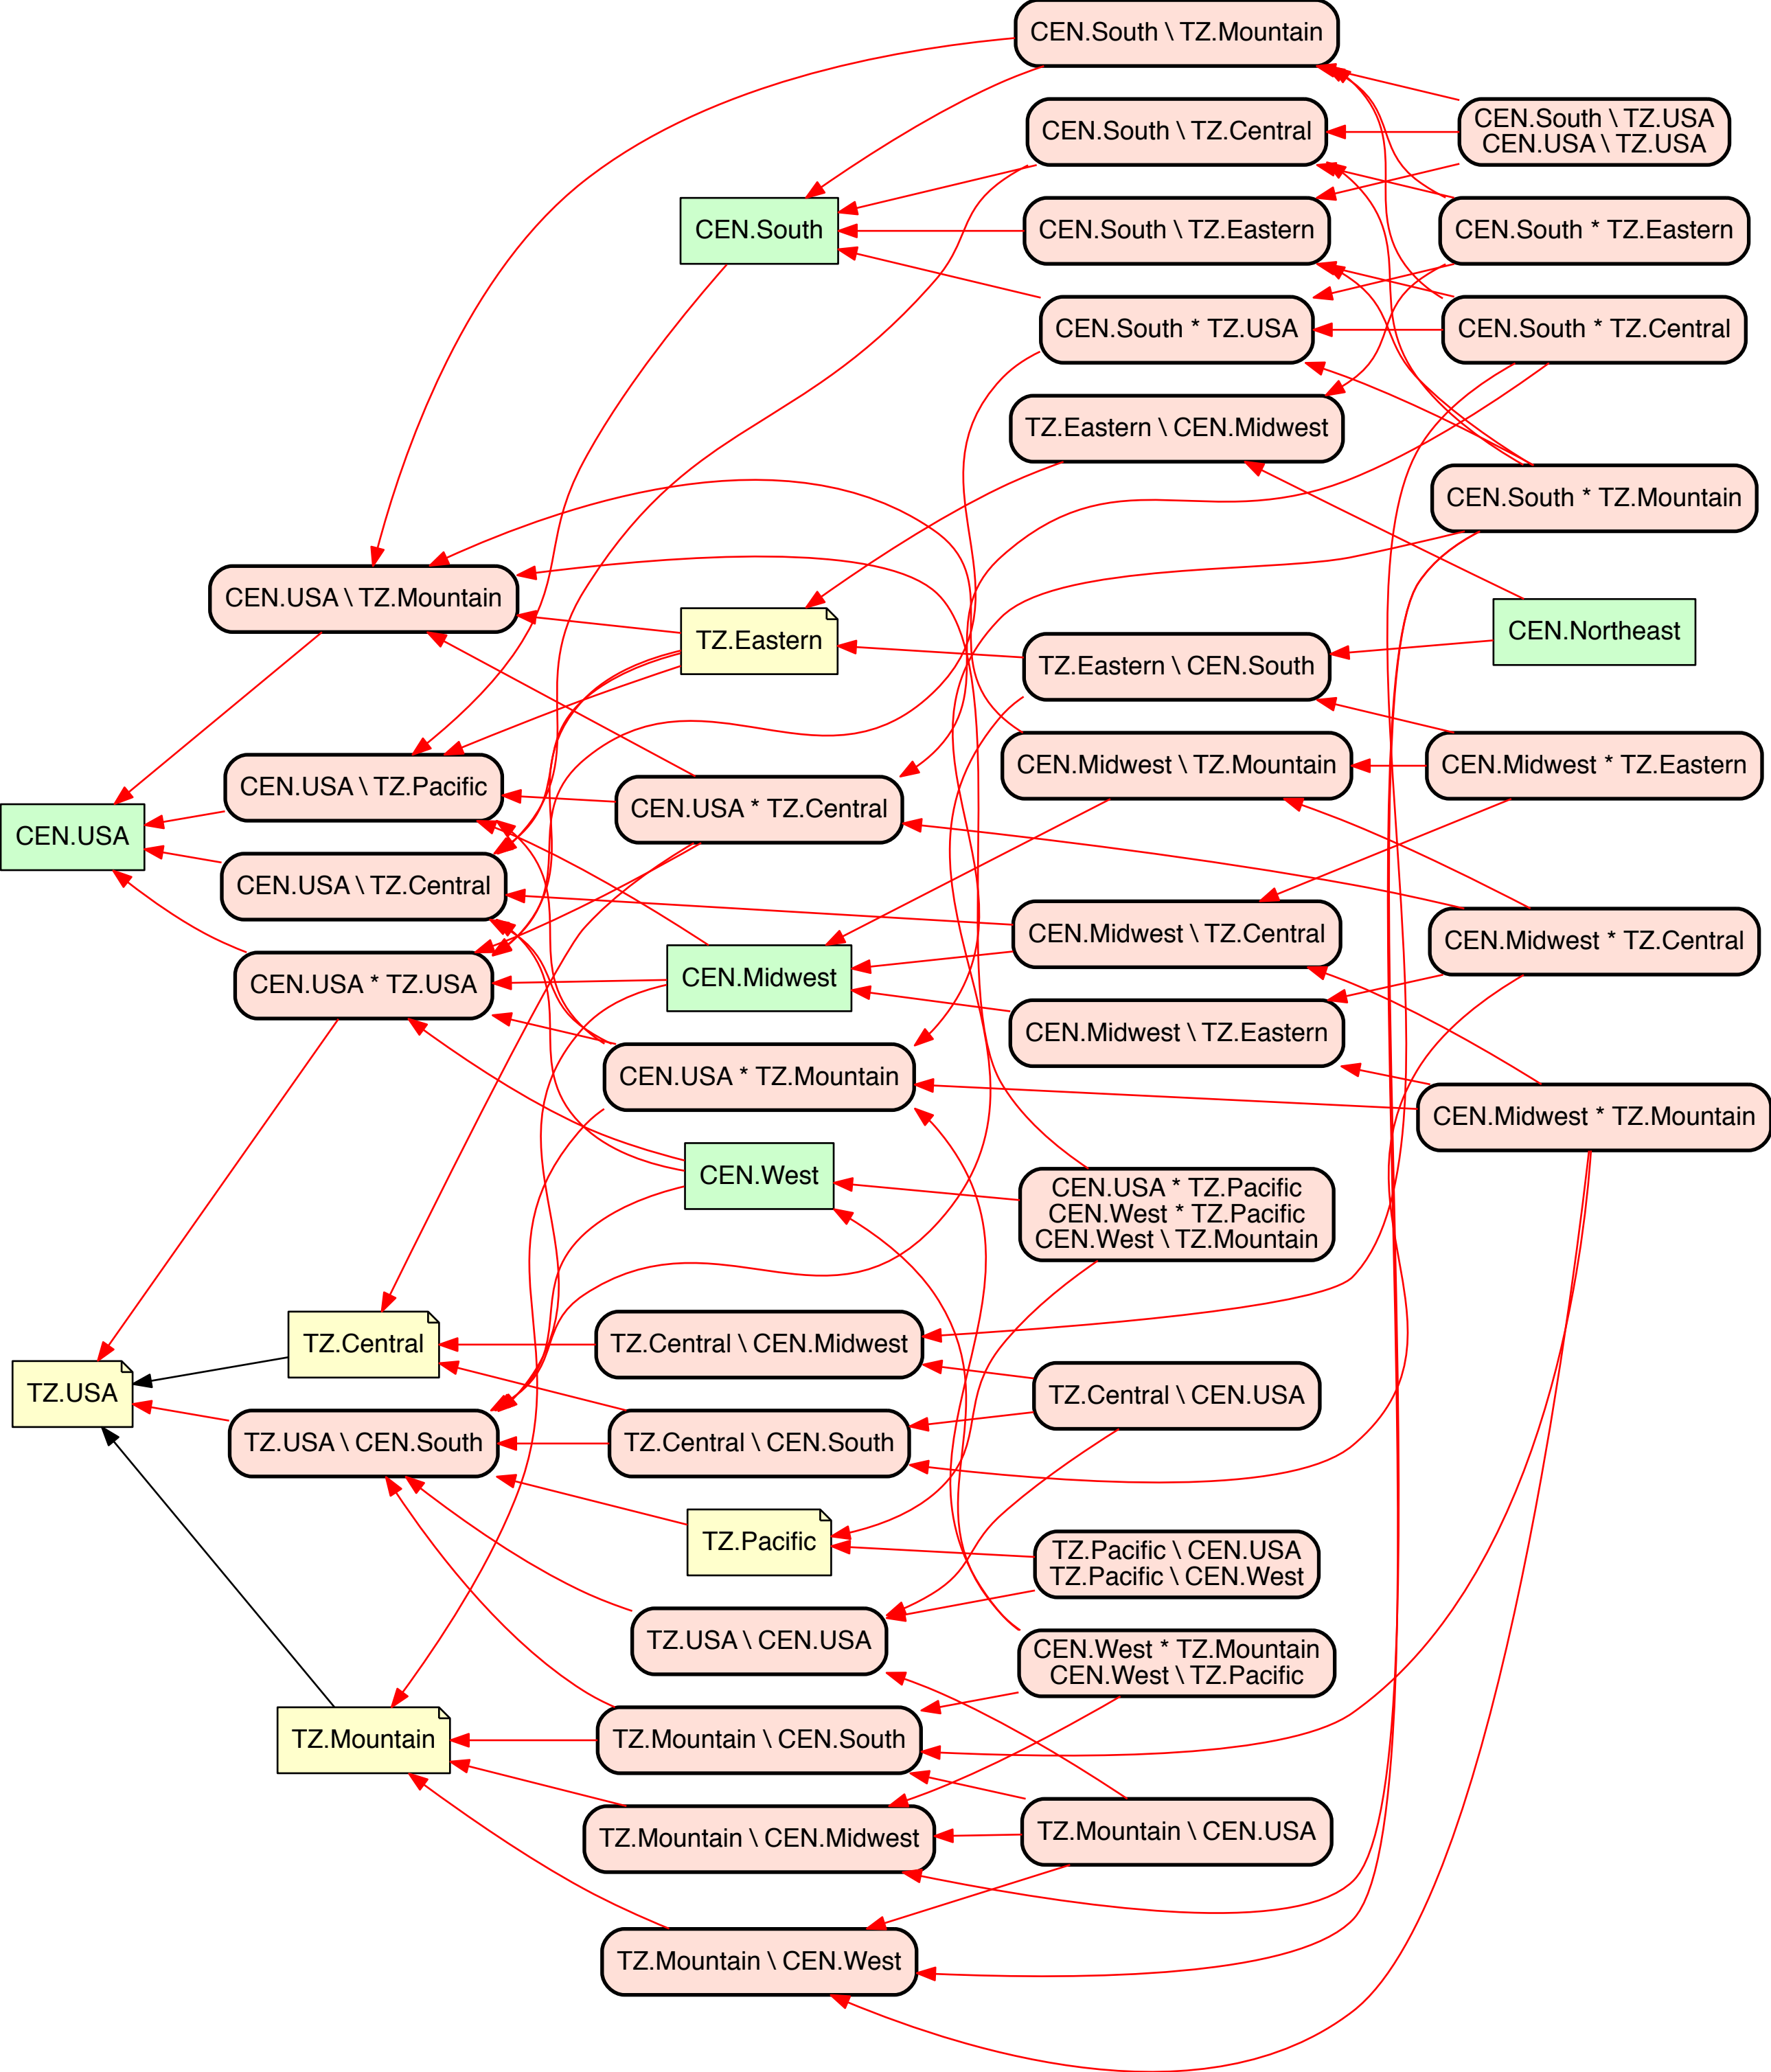 CEN.South \ TZ.Mountain
CEN.South \ TZ.Central
CEN.South \ TZ.USA
CEN.USA \ TZ.USA
CEN.South
CEN.South \ TZ.Eastern
CEN.South * TZ.Eastern
CEN.South * TZ.USA
CEN.South * TZ.Central
TZ.Eastern \ CEN.Midwest
CEN.South * TZ.Mountain
CEN.USA \ TZ.Mountain
TZ.Eastern
TZ.Eastern \ CEN.South
CEN.Northeast
CEN.USA \ TZ.Pacific
CEN.USA * TZ.Central
CEN.Midwest \ TZ.Mountain
CEN.Midwest * TZ.Eastern
CEN.USA
CEN.USA \ TZ.Central
CEN.Midwest \ TZ.Central
CEN.Midwest * TZ.Central
CEN.USA * TZ.USA
CEN.Midwest
CEN.Midwest \ TZ.Eastern
CEN.USA * TZ.Mountain
CEN.Midwest * TZ.Mountain
CEN.West
CEN.USA * TZ.Pacific
CEN.West * TZ.Pacific
CEN.West \ TZ.Mountain
TZ.Central
TZ.Central \ CEN.Midwest
TZ.USA
TZ.Central \ CEN.USA
TZ.USA \ CEN.South
TZ.Central \ CEN.South
TZ.Pacific
TZ.Pacific \ CEN.USA
TZ.Pacific \ CEN.West
TZ.USA \ CEN.USA
CEN.West * TZ.Mountain
CEN.West \ TZ.Pacific
TZ.Mountain
TZ.Mountain \ CEN.South
TZ.Mountain \ CEN.Midwest
TZ.Mountain \ CEN.USA
TZ.Mountain \ CEN.West